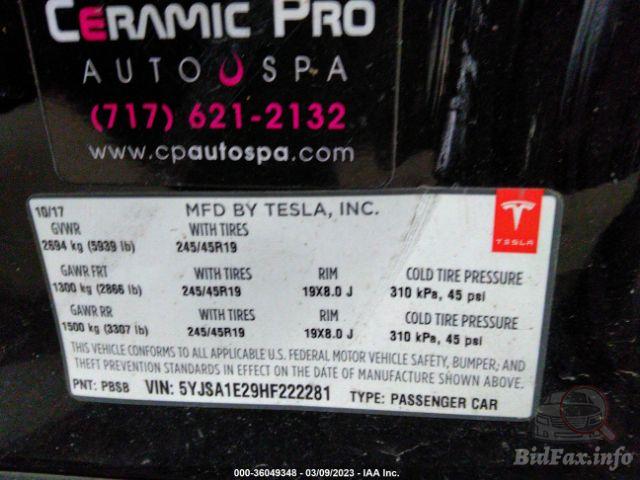 CERAMIC PRO
AUTO SPA
(717) 621-2132
www.cpautospa.com
10/17 MFD BY TESLA, INC.
GVWR WITH TIRES
2694 kg (5939 lb) 245/45R19
TESLA
GAWR FRT WITH TIRES RIM COLD TIRE PRESSURE
1300 kg (2866 lb) 245/45R19 19X8.0 J 310 kPa, 45 psi
GAWR RR WITH TIRES RIM COLD TIRE PRESSURE
1500 kg (3307 lb) 245/45R19 19X8.0 J 310 kPa, 45 psi
THIS VEHICLE CONFORMS TO ALL APPLICABLE U.S. FEDERAL MOTOR VEHICLE SAFETY, BUMPER, AND
THEFT PREVENTION STANDARDS IN EFFECT ON THE DATE OF MANUFACTURE SHOWN ABOVE.
PNT: PBSB VIN: 5YJSA1E29HF222281 TYPE: PASSENGER CAR
000-36049348 - 03/09/2023 - IAA Inc.
BidFax.info